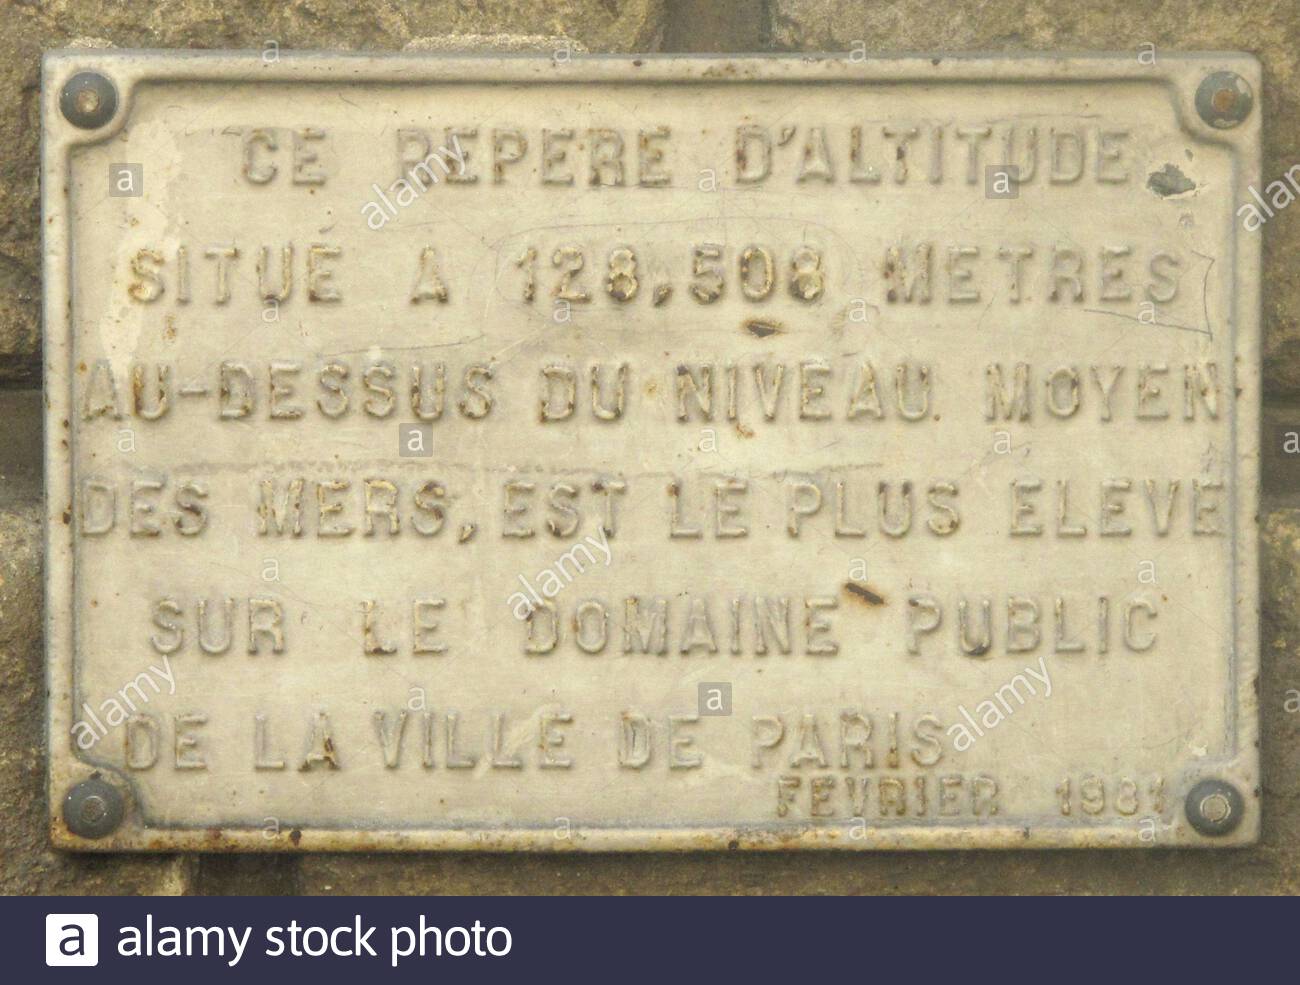 CE REPERE D'ALTITUDE
SITUE A 128,508 METRES
AU-DESSUS DU NIVEAU MOYEN
DES MERS, EST LE PLUS ELEVE
SUR LE DOMAINE PUBLIC
DE LA VILLE DE PARIS
FEVRIER 1981
a alamy stock photo